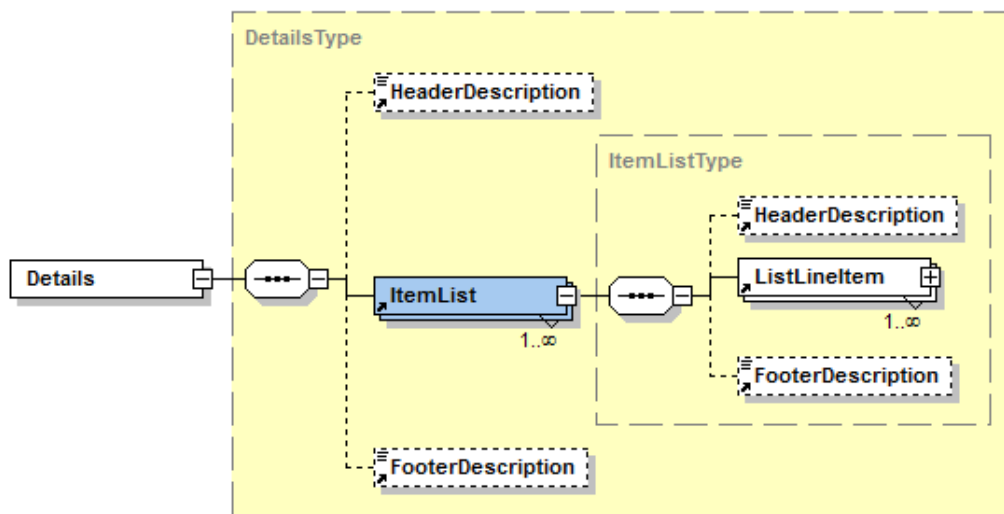 DetailsType
HeaderDescription
ItemListType
HeaderDescription
Details
ItemList
ListLineItem
1..∞
1..∞
FooterDescription
FooterDescription